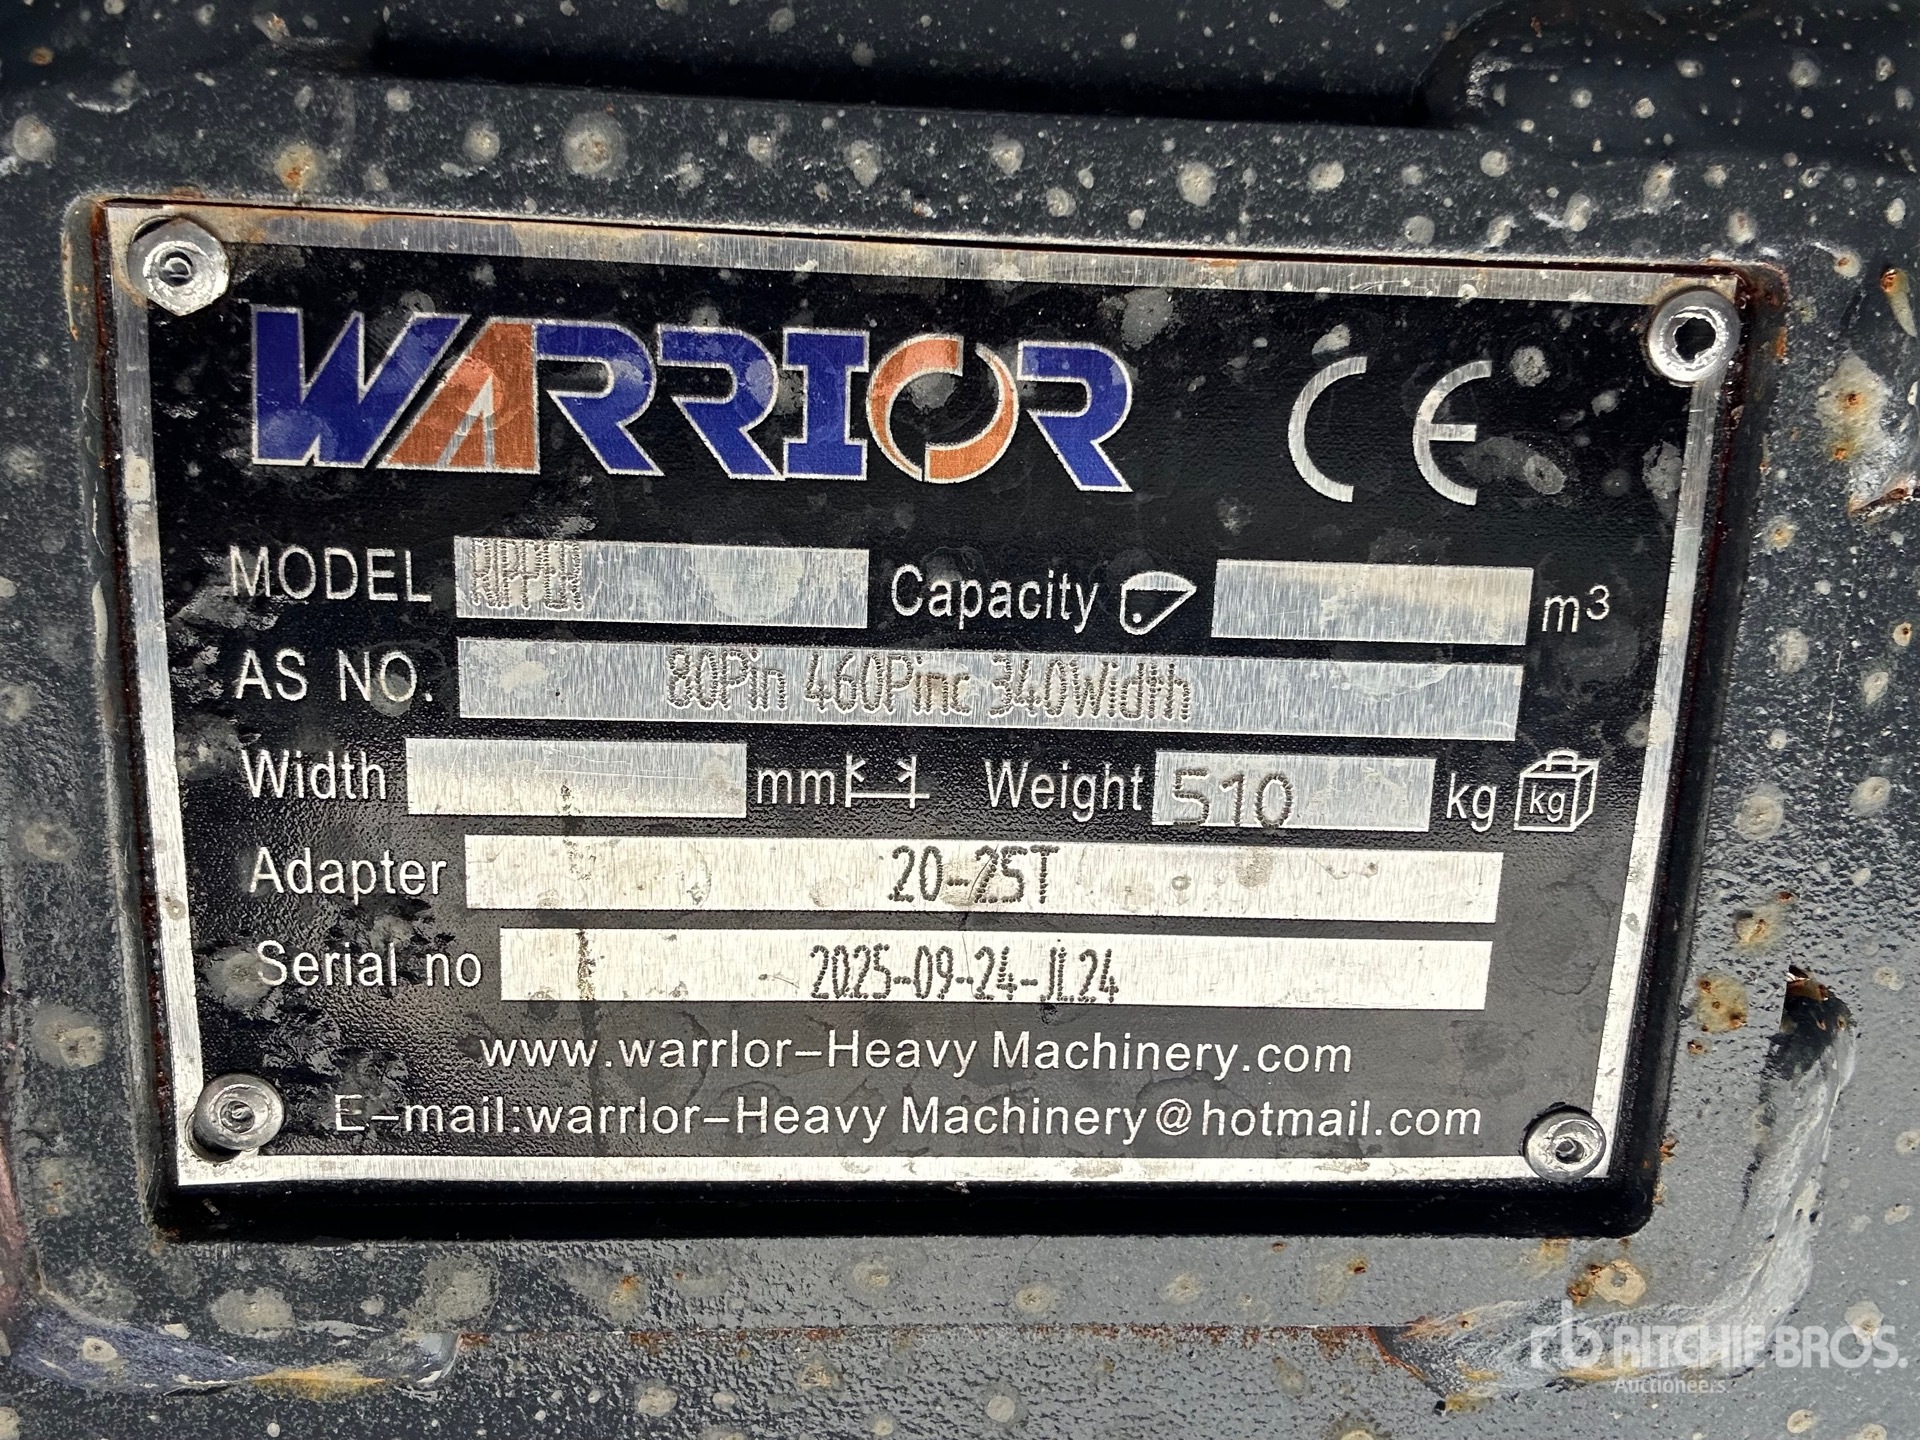 WARRIOR CE
MODEL RIPPER Capacity m³
AS NO. 80Pin 460Pinc 340Width
Width mm Weight 510 kg kg
Adapter 20-25T
Serial no 2025-09-24-JL24
www.warrlor-Heavy Machinery.com
E-mail:warrlor-Heavy Machinery@hotmail.com
rb RITCHIE BROS.
Auctioneers